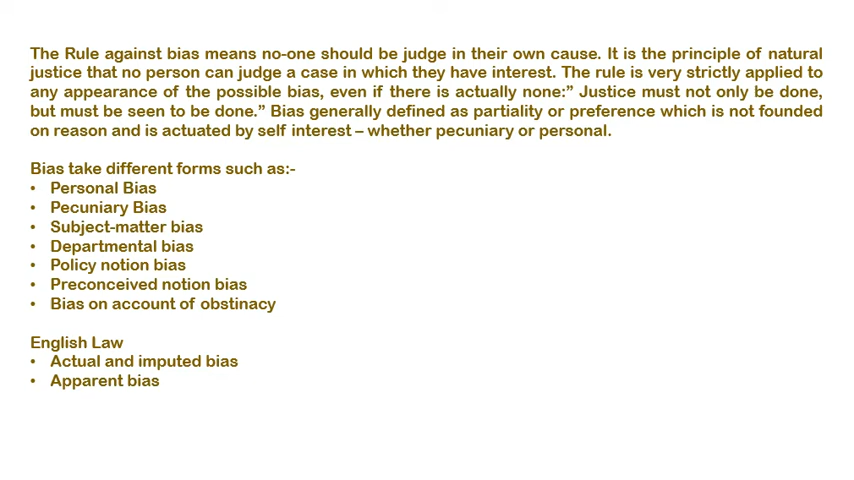 The Rule against bias means no-one should be judge in their own cause. It is the principle of natural
justice that no person can judge a case in which they have interest. The rule is very strictly applied to
any appearance of the possible bias, even if there is actually none:” Justice must not only be done,
but must be seen to be done.” Bias generally defined as partiality or preference which is not founded
on reason and is actuated by self interest – whether pecuniary or personal.
Bias take different forms such as:-
• Personal Bias
• Pecuniary Bias
• Subject-matter bias
• Departmental bias
• Policy notion bias
• Preconceived notion bias
• Bias on account of obstinacy
English Law
• Actual and imputed bias
• Apparent bias